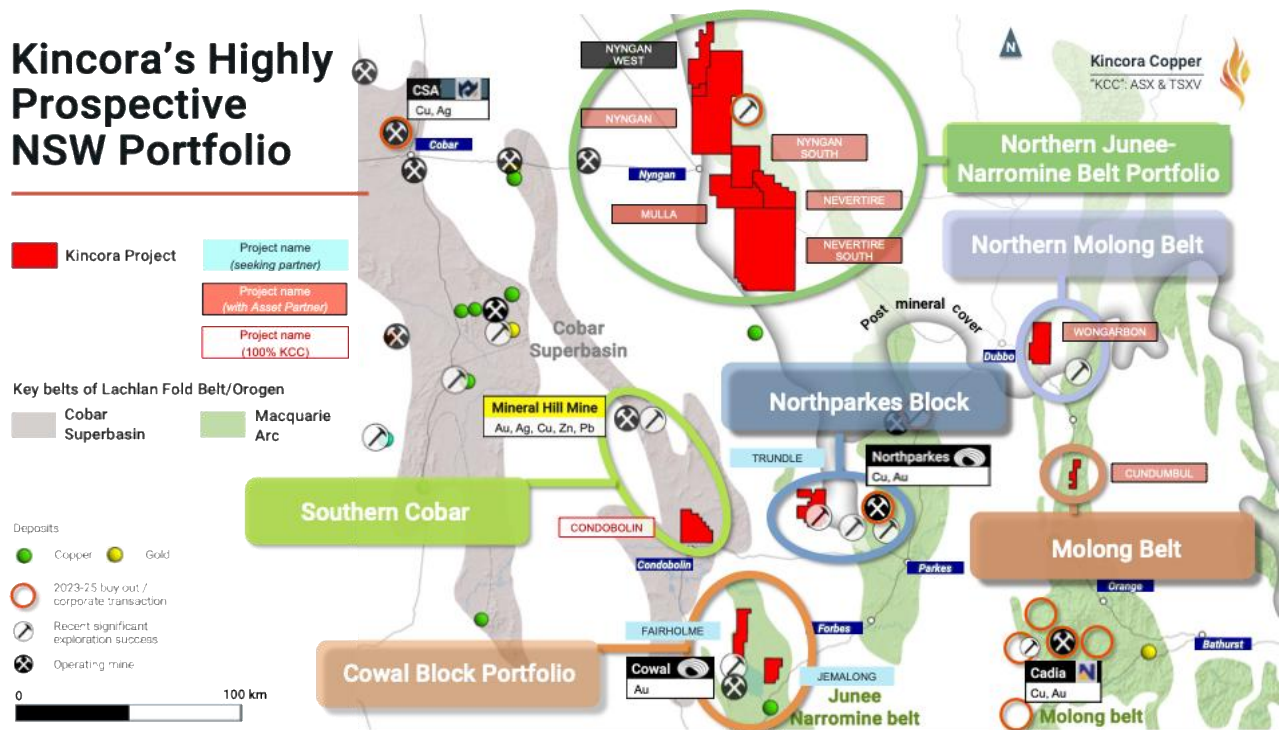 Kincora's Highly
Prospective
NSW Portfolio
Kincora Project
Project name
(seeking partner)
Project name
(with Asset Partner)
Project name
(100% KCC)
Key belts of Lachlan Fold Belt/Orogen
Cobar
Superbasin
Macquarie
Arc
Deposits
Copper
Gold
2023-25 buy out /
corporate transaction
Recent significant
exploration success
Operating mine
0
100 km
CSA
Cu, Ag
Cobar
NYNGAN
WEST
NYNGAN
Nyngan
MULLA
NYNGAN
SOUTH
NEVERTIRE
NEVERTIRE
SOUTH
N
Kincora Copper
"KCC": ASX & TSXV
Northern Junee-
Narromine Belt Portfolio
Northern Molong Belt
Post mineral cover
Dubbo
WONGARBON
Cobar
Superbasin
Mineral Hill Mine
Au, Ag, Cu, Zn, Pb
Northparkes Block
TRUNDLE
Northparkes
Cu, Au
CUNDUMBUL
Southern Cobar
CONDOBOLIN
Condobolin
Molong Belt
Parkes
Orange
Cowal Block Portfolio
FAIRHOLME
Cowal
Au
Forbes
JEMALONG
Junee
Narromine belt
Bathurst
Cadia
Cu, Au
Molong belt